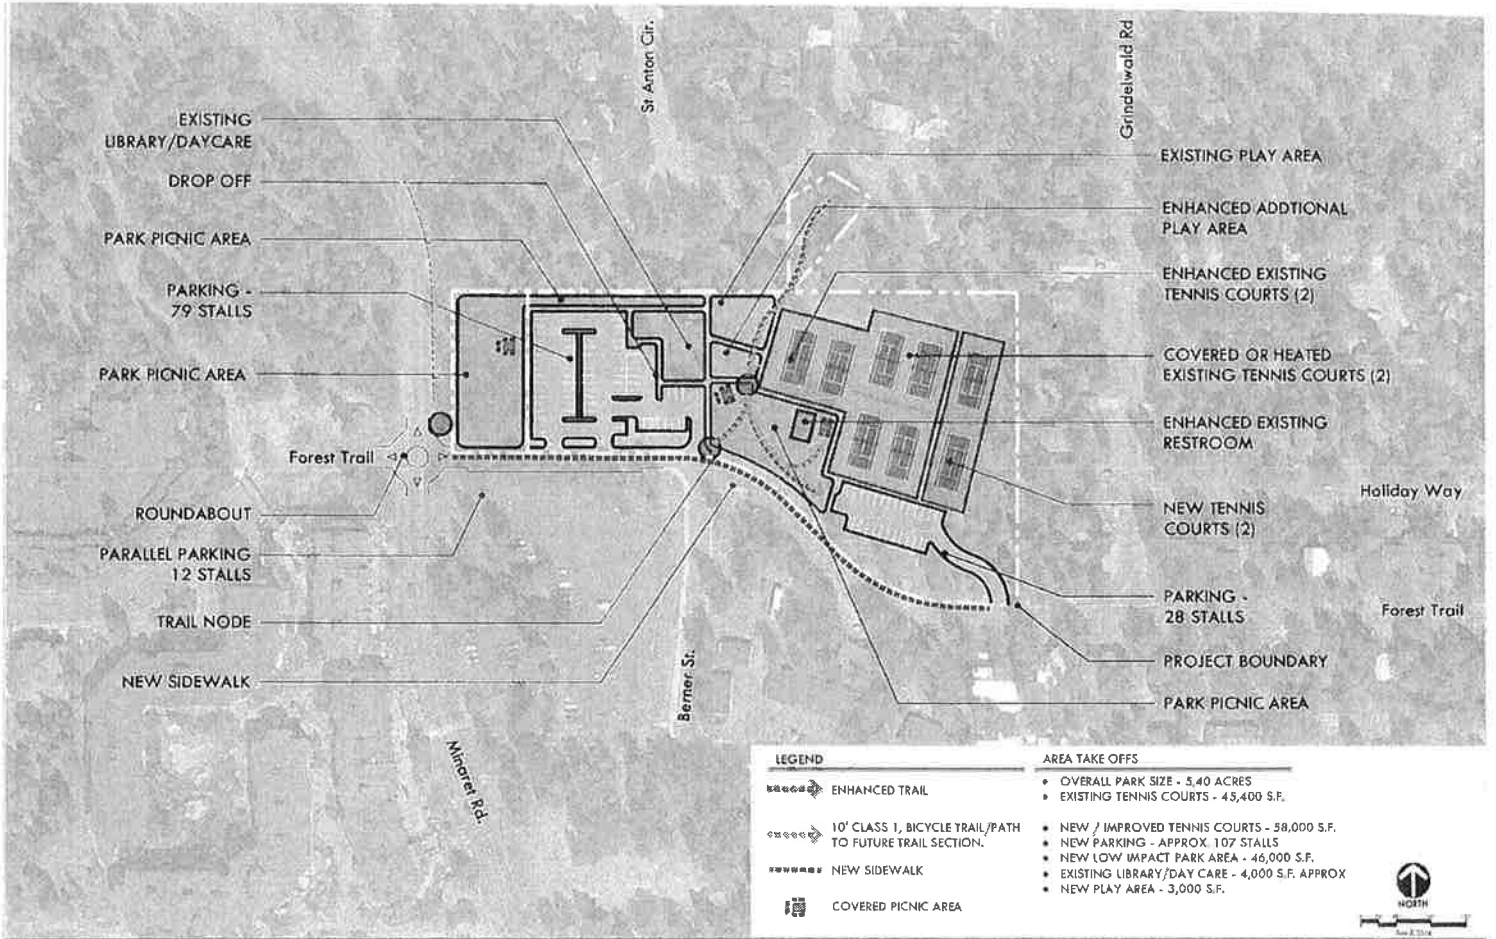 St Anton Cir.
Grindelwald Rd
EXISTING
LIBRARY/DAYCARE
DROP OFF
PARK PICNIC AREA
PARKING -
79 STALLS
PARK PICNIC AREA
Forest Trail
ROUNDABOUT
PARALLEL PARKING
12 STALLS
TRAIL NODE
NEW SIDEWALK
Minaret Rd.
Berner St.
EXISTING PLAY AREA
ENHANCED ADDTIONAL
PLAY AREA
ENHANCED EXISTING
TENNIS COURTS (2)
COVERED OR HEATED
EXISTING TENNIS COURTS (2)
ENHANCED EXISTING
RESTROOM
Holiday Way
NEW TENNIS
COURTS (2)
PARKING -
28 STALLS
Forest Trail
PROJECT BOUNDARY
PARK PICNIC AREA
LEGEND
ENHANCED TRAIL
10' CLASS 1, BICYCLE TRAIL/PATH
TO FUTURE TRAIL SECTION.
NEW SIDEWALK
COVERED PICNIC AREA
AREA TAKE OFFS
• OVERALL PARK SIZE - 5.40 ACRES
• EXISTING TENNIS COURTS - 45,400 S.F.
• NEW / IMPROVED TENNIS COURTS - 58,000 S.F.
• NEW PARKING - APPROX. 107 STALLS
• NEW LOW IMPACT PARK AREA - 46,000 S.F.
• EXISTING LIBRARY/DAY CARE - 4,000 S.F. APPROX
• NEW PLAY AREA - 3,000 S.F.
NORTH